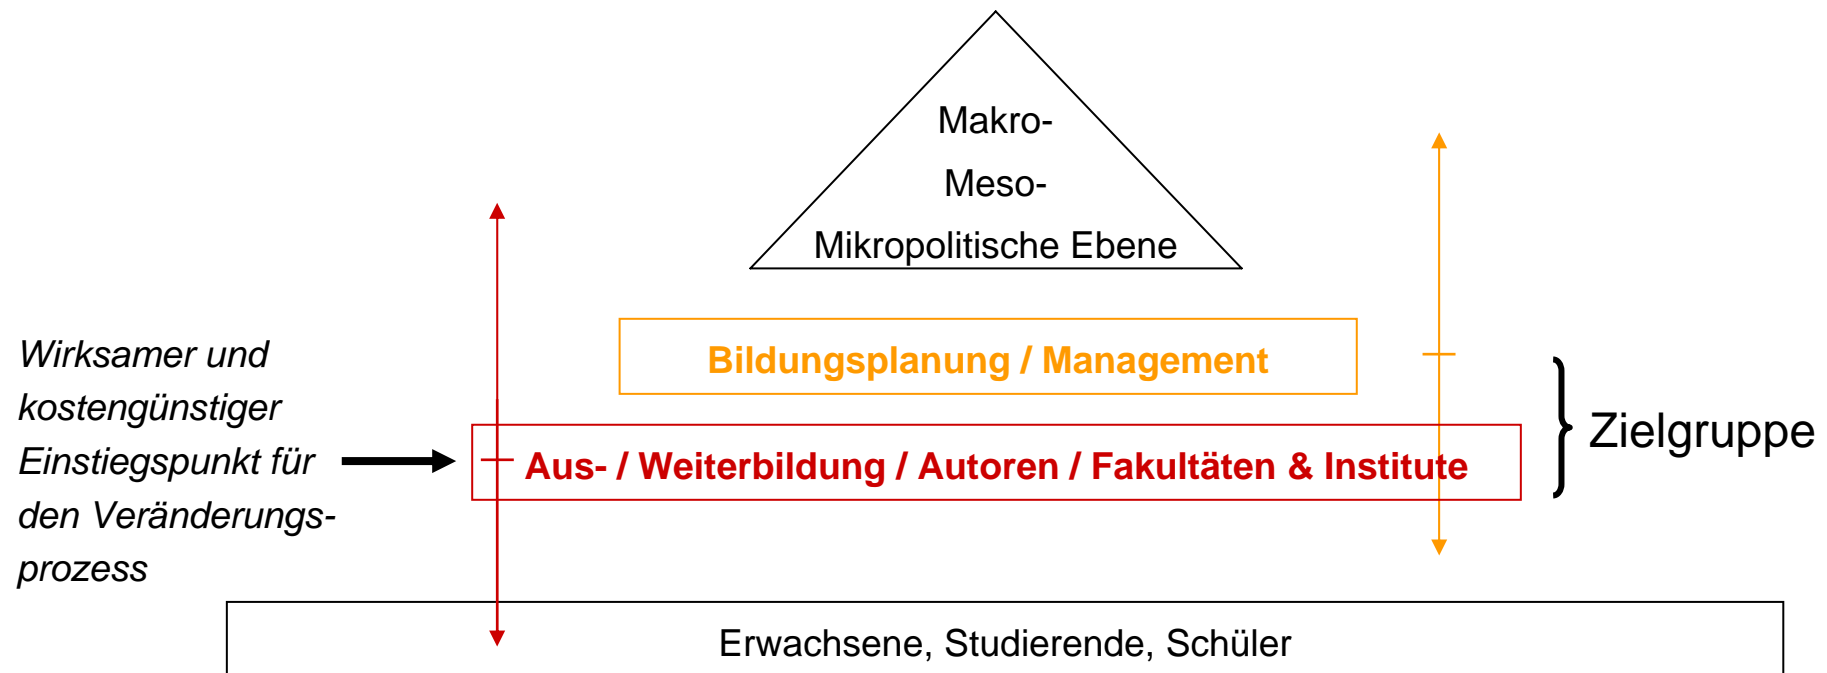 Makro-
Meso-
Mikropolitische Ebene
Bildungsplanung / Management
Wirksamer und
kostengünstiger
Einstiegspunkt für
den Veränderungs-
prozess
Aus- / Weiterbildung / Autoren / Fakultäten & Institute
Zielgruppe
Erwachsene, Studierende, Schüler